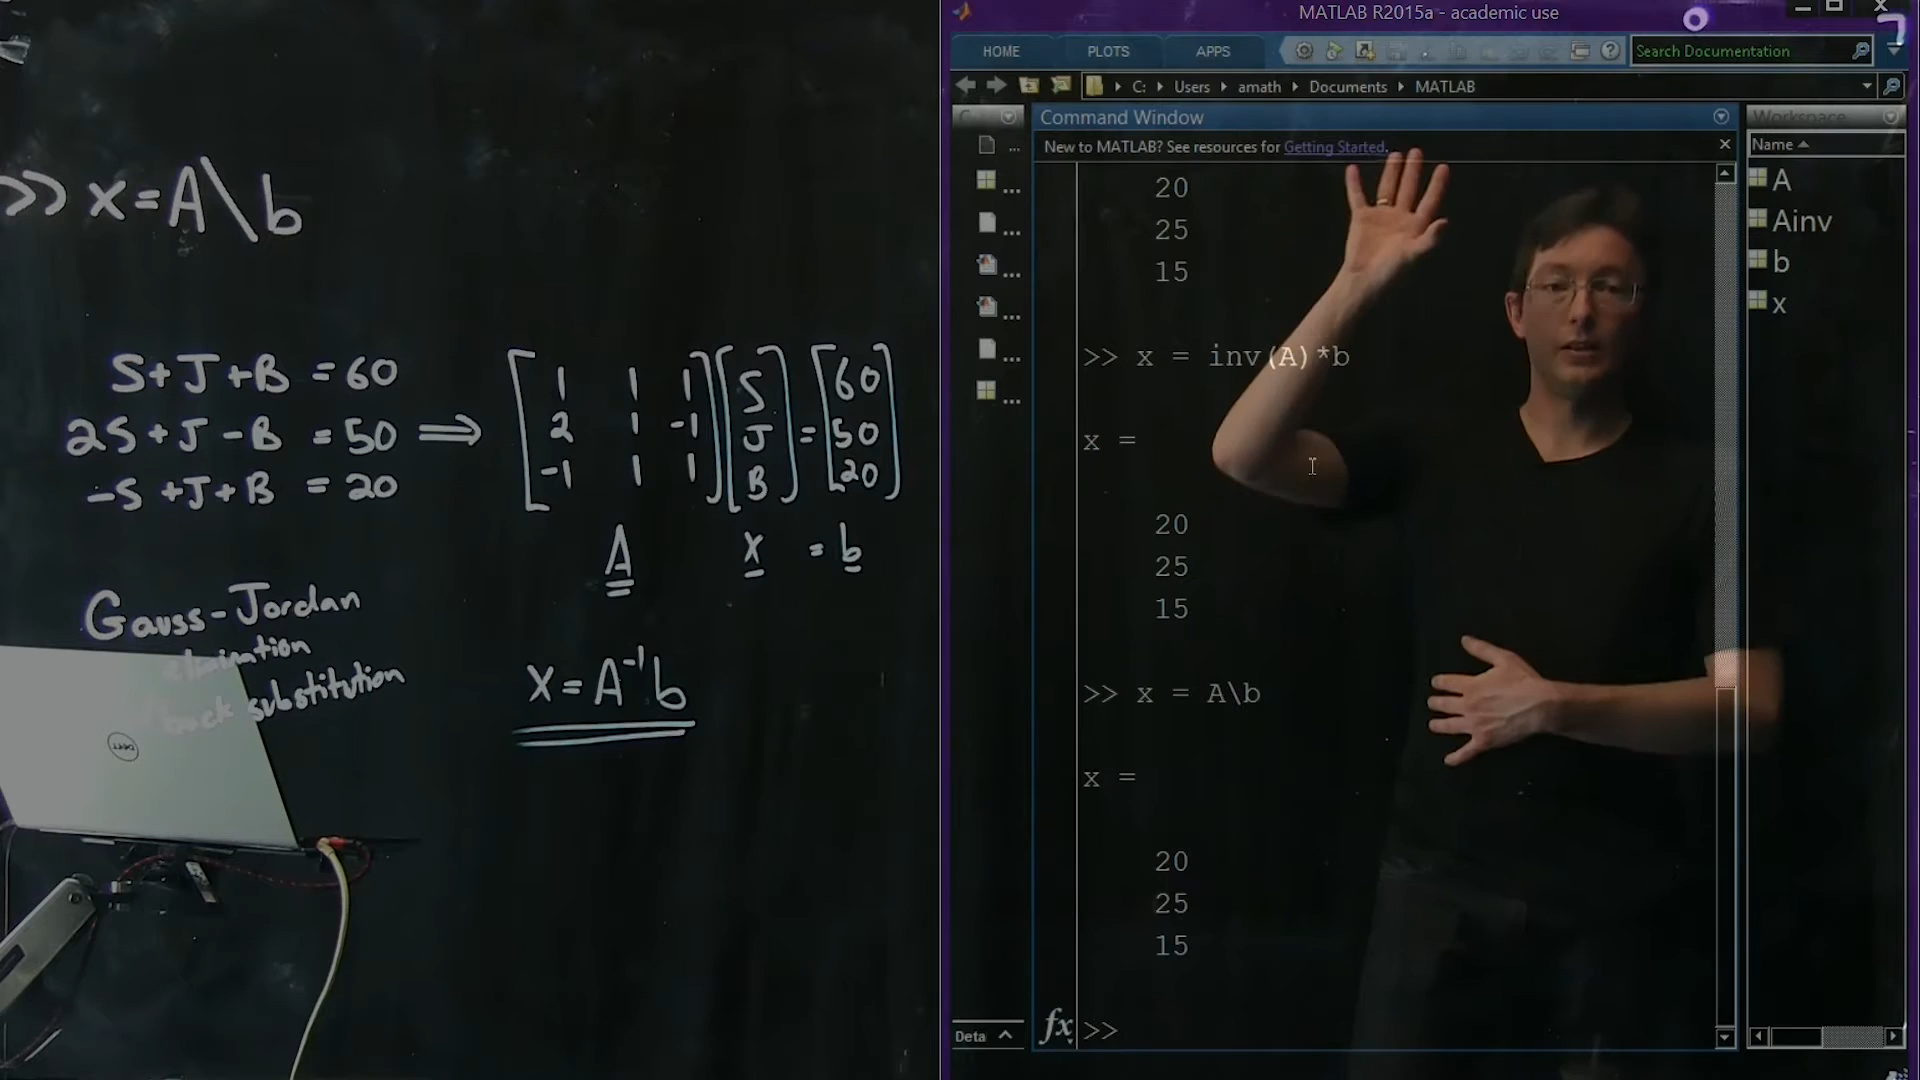 >> x=A\b
S+J+B = 60
2S+J-B = 50
-S+J+B = 20
⟹
[1 1 1
2 1 -1
-1 1 1]
[S
J
B]
=
[60
50
20]
A x = b
Gauss-Jordan
elimination
back substitution
x=A⁻¹b
DELL
MATLAB R2015a - academic use
HOME PLOTS APPS
Search Documentation
C: Users amath Documents MATLAB
Command Window
New to MATLAB? See resources for Getting Started.
20
25
15
>> x = inv(A)*b
x =
20
25
15
>> x = A\b
x =
20
25
15
fx >>
Deta
Workspace
Name
A
Ainv
b
x